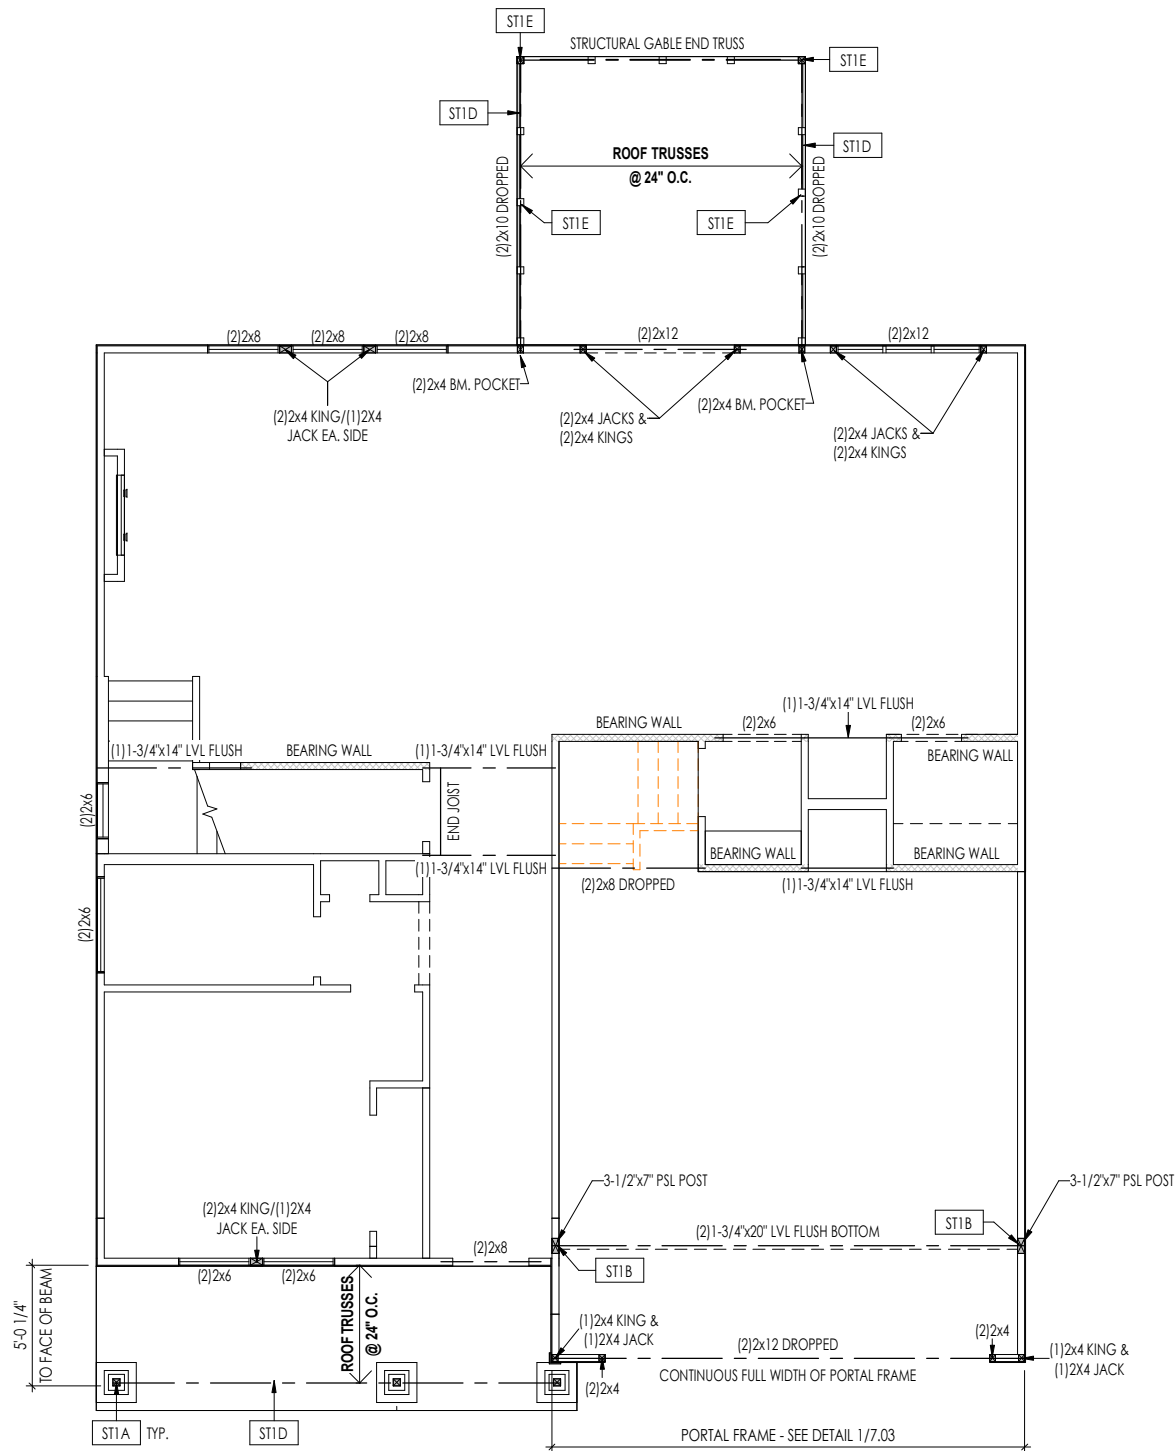 ST1E
STRUCTURAL GABLE END TRUSS
ST1E
ST1D
ST1D
ROOF TRUSSES
@ 24" O.C.
(2)2x10 DROPPED
(2)2x10 DROPPED
ST1E
ST1E
(2)2x8
(2)2x8
(2)2x8
(2)2x12
(2)2x12
(2)2x4 BM. POCKET
(2)2x4 BM. POCKET
(2)2x4 KING/(1)2X4
JACK EA. SIDE
(2)2x4 JACKS &
(2)2x4 KINGS
(2)2x4 JACKS &
(2)2x4 KINGS
(1)1-3/4"x14" LVL FLUSH
BEARING WALL
(2)2x6
(2)2x6
(1)1-3/4"x14" LVL FLUSH
BEARING WALL
(1)1-3/4"x14" LVL FLUSH
BEARING WALL
(2)2x6
END JOIST
BEARING WALL
BEARING WALL
(1)1-3/4"x14" LVL FLUSH
(2)2x8 DROPPED
(1)1-3/4"x14" LVL FLUSH
(2)2x6
3-1/2"x7" PSL POST
3-1/2"x7" PSL POST
(2)2x4 KING/(1)2X4
JACK EA. SIDE
(2)1-3/4"x20" LVL FLUSH BOTTOM
ST1B
(2)2x8
ST1B
(2)2x6
(2)2x6
5'-0 1/4"
TO FACE OF BEAM
ROOF TRUSSES
@ 24" O.C.
(1)2x4 KING &
(1)2X4 JACK
(2)2x12 DROPPED
(2)2x4
(1)2x4 KING &
(1)2X4 JACK
CONTINUOUS FULL WIDTH OF PORTAL FRAME
(2)2x4
ST1A
TYP.
ST1D
PORTAL FRAME - SEE DETAIL 1/7.03